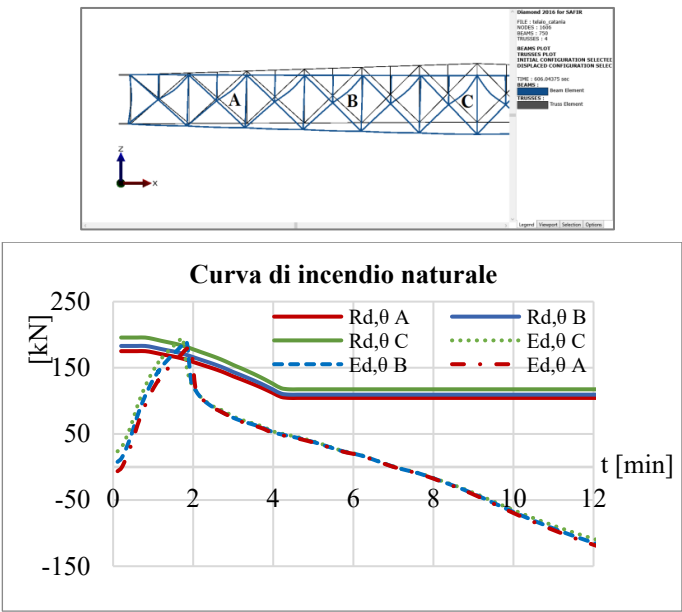 Diamond 2016 for SAFIR
FILE : telaio_catania
NODES : 1606
BEAMS : 750
TRUSSES : 4
BEAMS PLOT
TRUSSES PLOT
INITIAL CONFIGURATION SELECTE
DISPLACED CONFIGURATION SELEC
TIME : 606.04375 sec
BEAMS :
Beam Element
TRUSSES :
Truss Element
A
B
C
Z
X
Legend Viewport Selection Options
Curva di incendio naturale
[kN]
250
150
50
-50
-150
Rd,θ A
Rd,θ B
Rd,θ C
Ed,θ C
Ed,θ B
Ed,θ A
t [min]
0 2 4 6 8 10 12